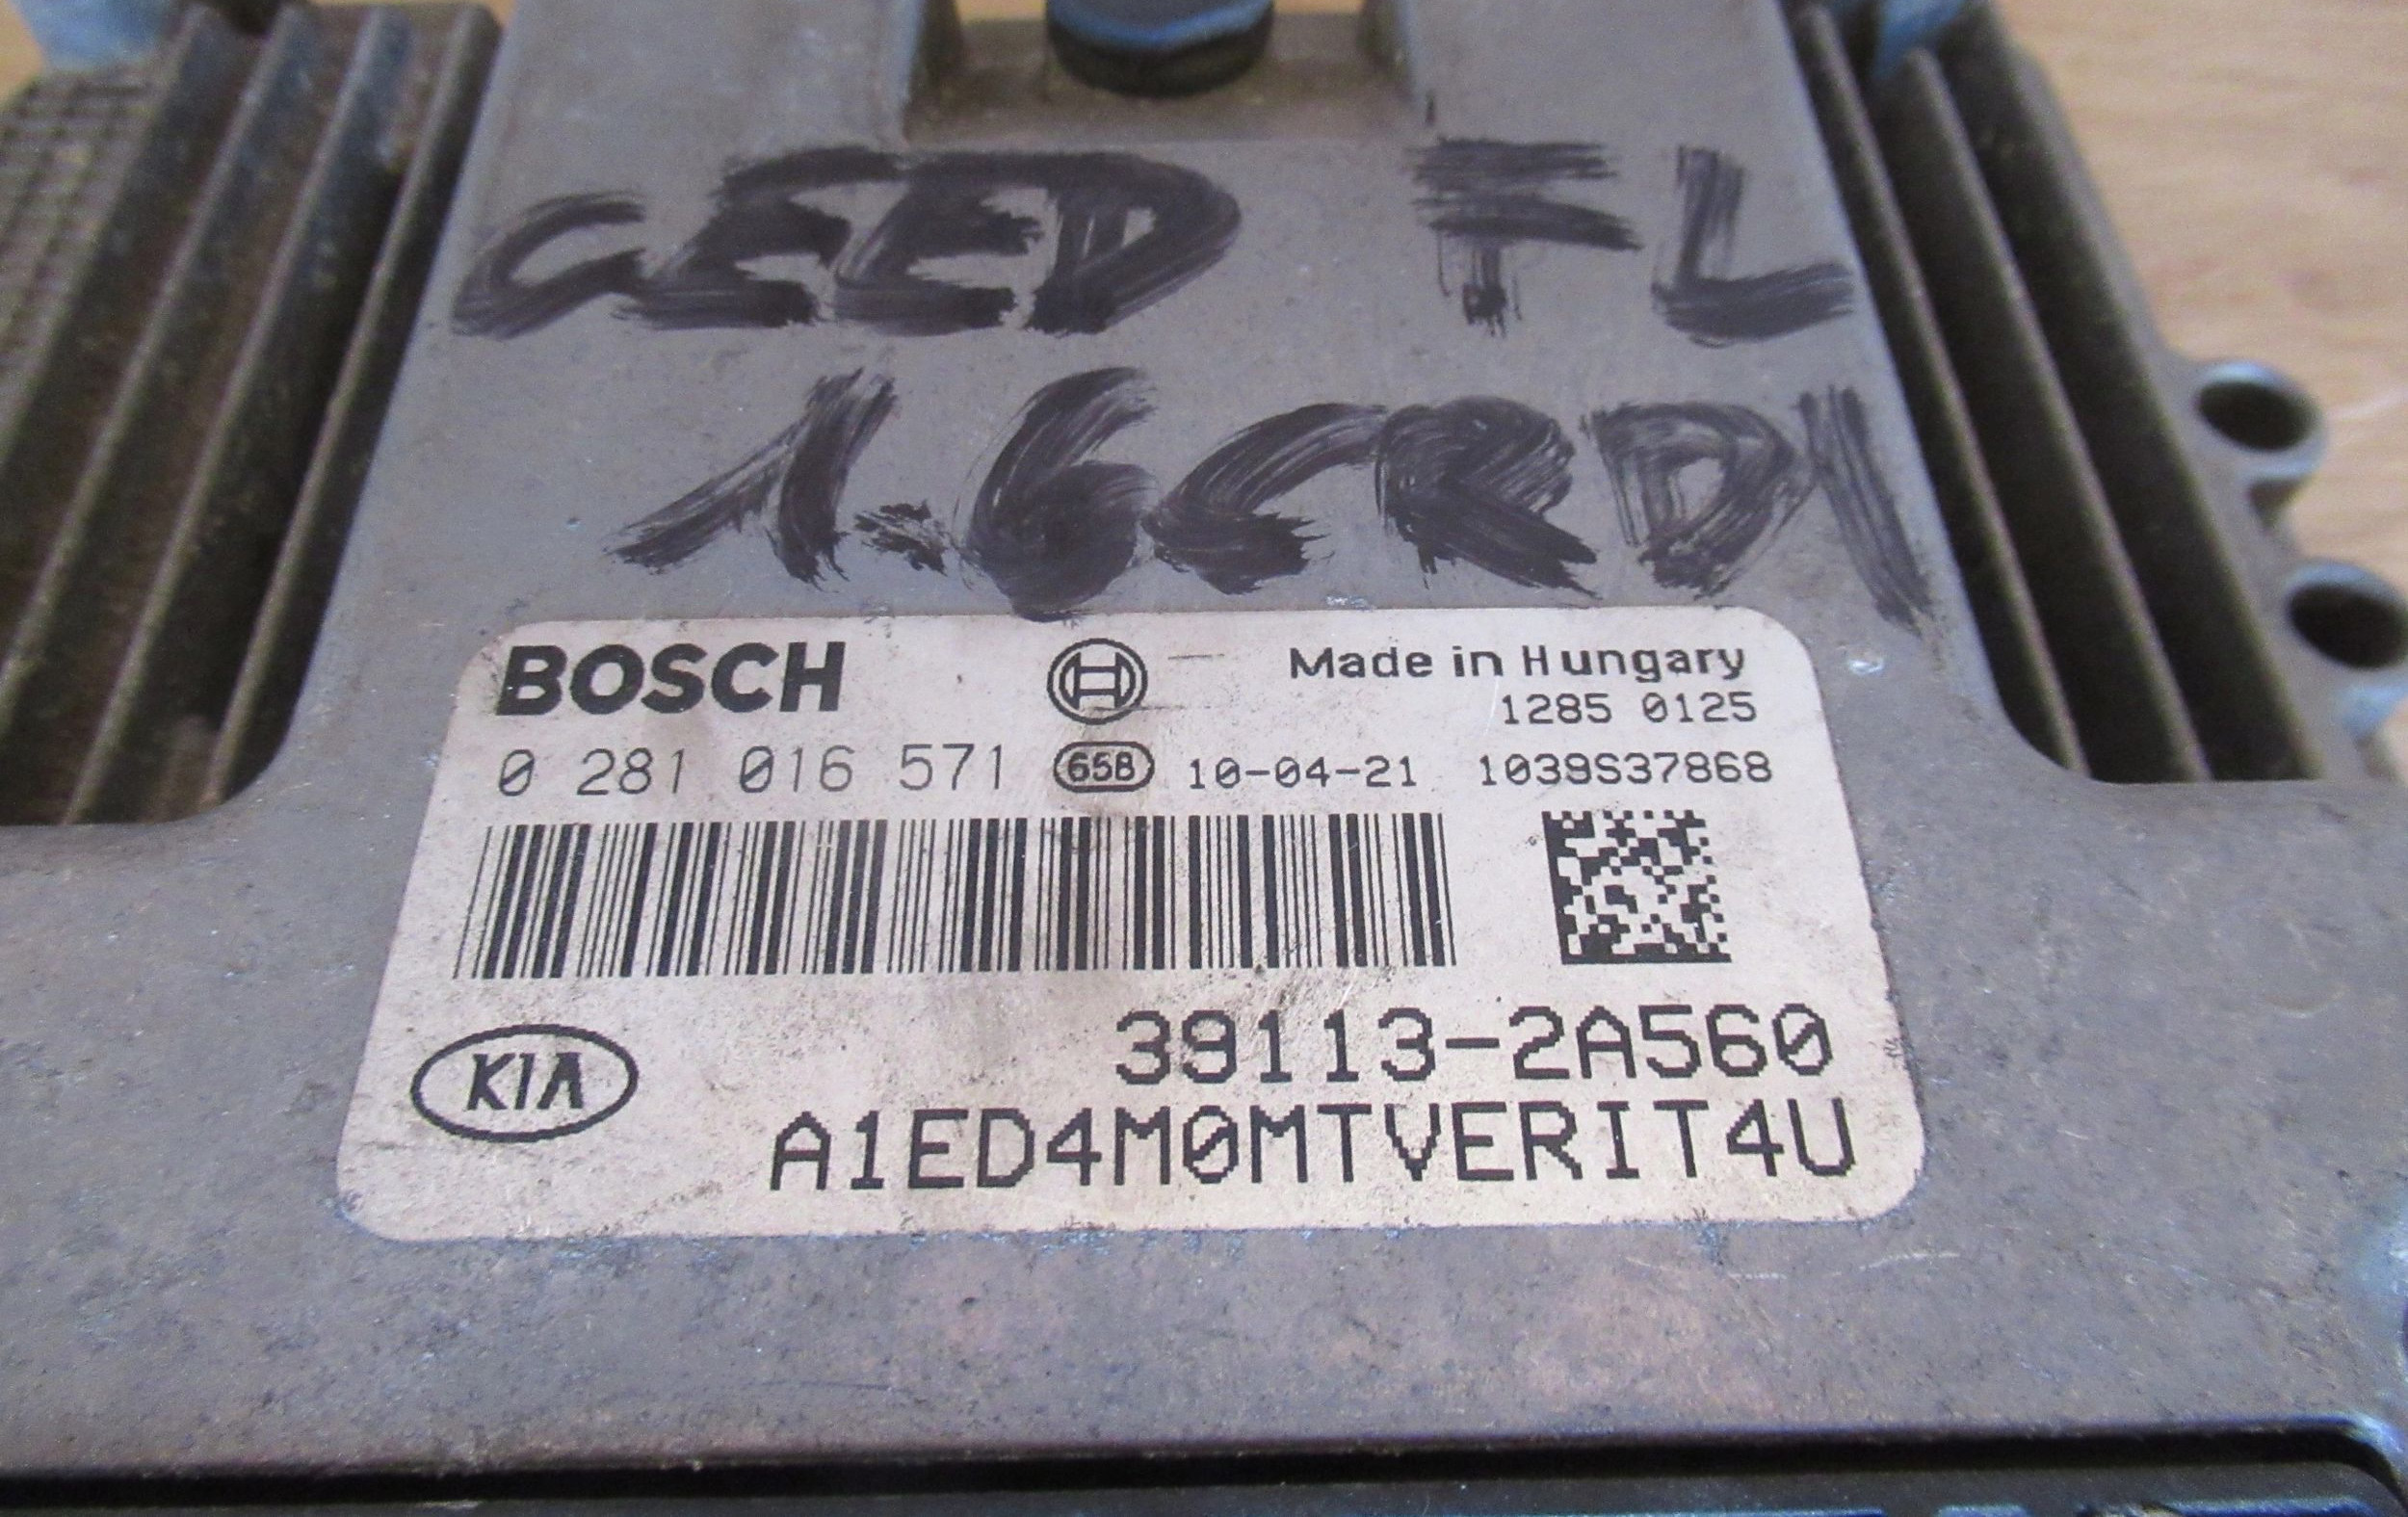 CEED FL
1.6CRDI
BOSCH
Made in Hungary
1285 0125
0 281 016 571 65B 10-04-21 1039S37868
39113-2A560
KIA
A1ED4M0MTVERIT4U